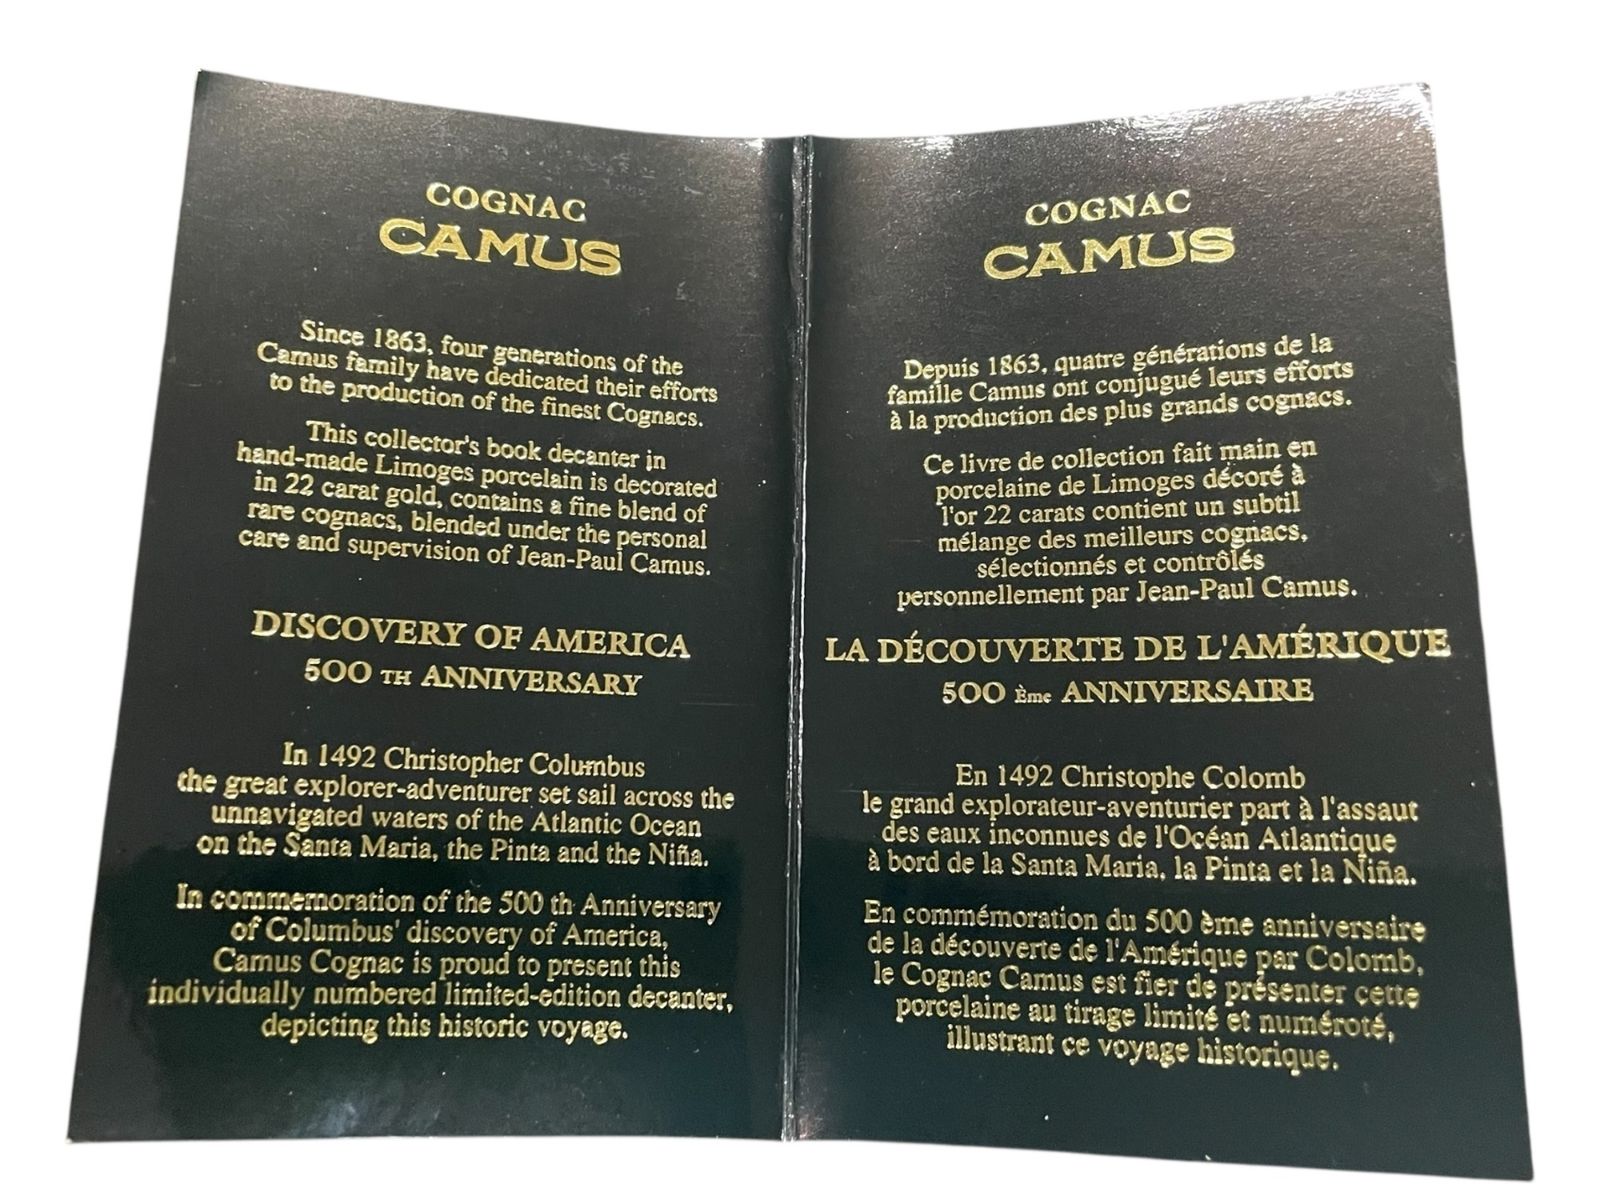 COGNAC
CAMUS
Since 1863, four generations of the
Camus family have dedicated their efforts
to the production of the finest Cognacs.
This collector's book decanter in
hand-made Limoges porcelain is decorated
in 22 carat gold, contains a fine blend of
rare cognacs, blended under the personal
care and supervision of Jean-Paul Camus.
DISCOVERY OF AMERICA
500 TH ANNIVERSARY
In 1492 Christopher Columbus
the great explorer-adventurer set sail across the
unnavigated waters of the Atlantic Ocean
on the Santa Maria, the Pinta and the Niña.
In commemoration of the 500 th Anniversary
of Columbus' discovery of America,
Camus Cognac is proud to present this
individually numbered limited-edition decanter,
depicting this historic voyage.
COGNAC
CAMUS
Depuis 1863, quatre générations de la
famille Camus ont conjugué leurs efforts
à la production des plus grands cognacs.
Ce livre de collection fait main en
porcelaine de Limoges décoré à
l'or 22 carats contient un subtil
mélange des meilleurs cognacs,
sélectionnés et contrôlés
personnellement par Jean-Paul Camus.
LA DÉCOUVERTE DE L'AMÉRIQUE
500 Ème ANNIVERSAIRE
En 1492 Christophe Colomb
le grand explorateur-aventurier part à l'assaut
des eaux inconnues de l'Océan Atlantique
à bord de la Santa Maria, la Pinta et la Niña.
En commémoration du 500 ème anniversaire
de la découverte de l'Amérique par Colomb,
le Cognac Camus est fier de présenter cette
porcelaine au tirage limité et numéroté,
illustrant ce voyage historique.